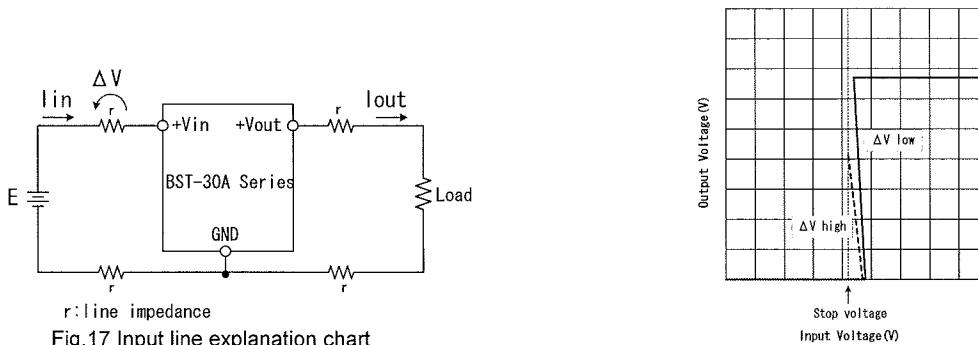 ΔV
Iin
r
+Vin
+Vout
r
Iout
BST-30A Series
E
Load
GND
r
r
r:line impedance
Fig.17 Input line explanation chart
Output Voltage(V)
ΔV low
ΔV high
Stop voltage
Input Voltage(V)